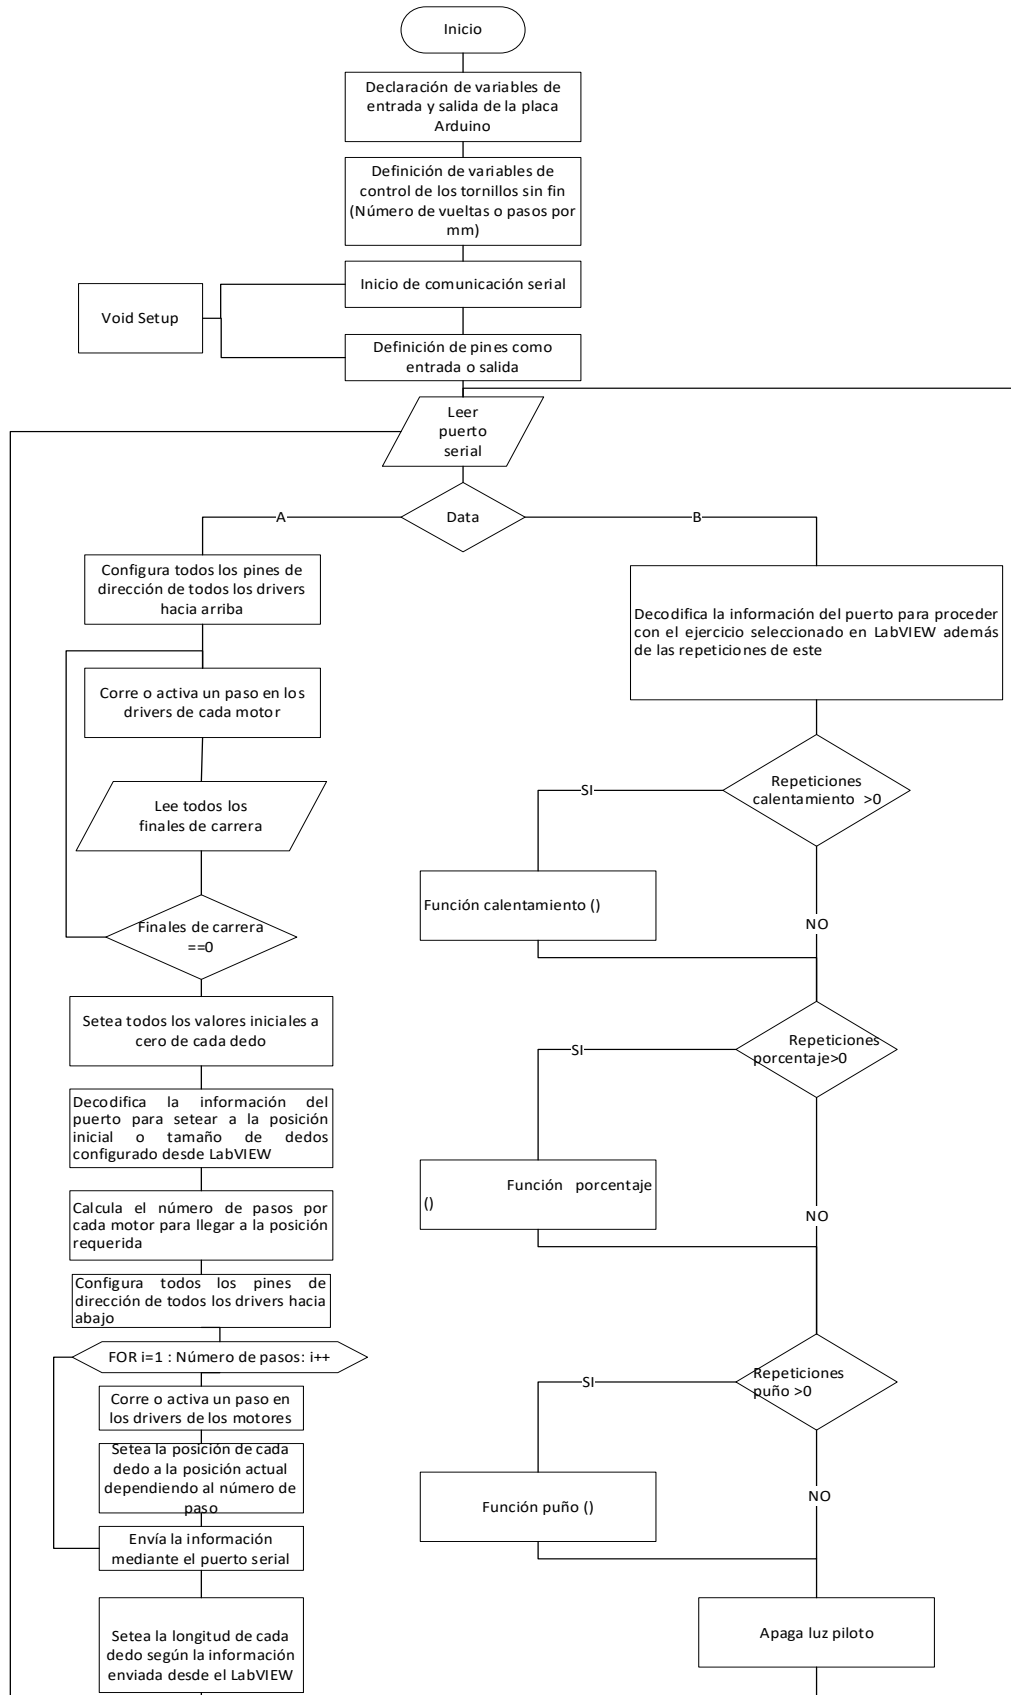 Inicio
Declaración de variables de
entrada y salida de la placa
Arduino
Definición de variables de
control de los tornillos sin fin
(Número de vueltas o pasos por
mm)
Inicio de comunicación serial
Void Setup
Definición de pines como
entrada o salida
Leer
puerto
serial
Data
A
B
Configura todos los pines de
dirección de todos los drivers
hacia arriba
Corre o activa un paso en los
drivers de cada motor
Lee todos los
finales de carrera
Finales de carrera
==0
Setea todos los valores iniciales a
cero de cada dedo
Decodifica la información del
puerto para setear a la posición
inicial o tamaño de dedos
configurado desde LabVIEW
Calcula el número de pasos por
cada motor para llegar a la posición
requerida
Configura todos los pines de
dirección de todos los drivers hacia
abajo
FOR i=1 : Número de pasos: i++
Corre o activa un paso en
los drivers de los motores
Setea la posición de cada
dedo a la posición actual
dependiendo al número de
paso
Envía la información
mediante el puerto serial
Setea la longitud de cada
dedo según la información
enviada desde el LabVIEW
Decodifica la información del puerto para proceder
con el ejercicio seleccionado en LabVIEW además
de las repeticiones de este
Repeticiones
calentamiento >0
SI
Función calentamiento ()
NO
Repeticiones
porcentaje>0
SI
Función porcentaje
()
NO
Repeticiones
puño >0
SI
Función puño ()
NO
Apaga luz piloto